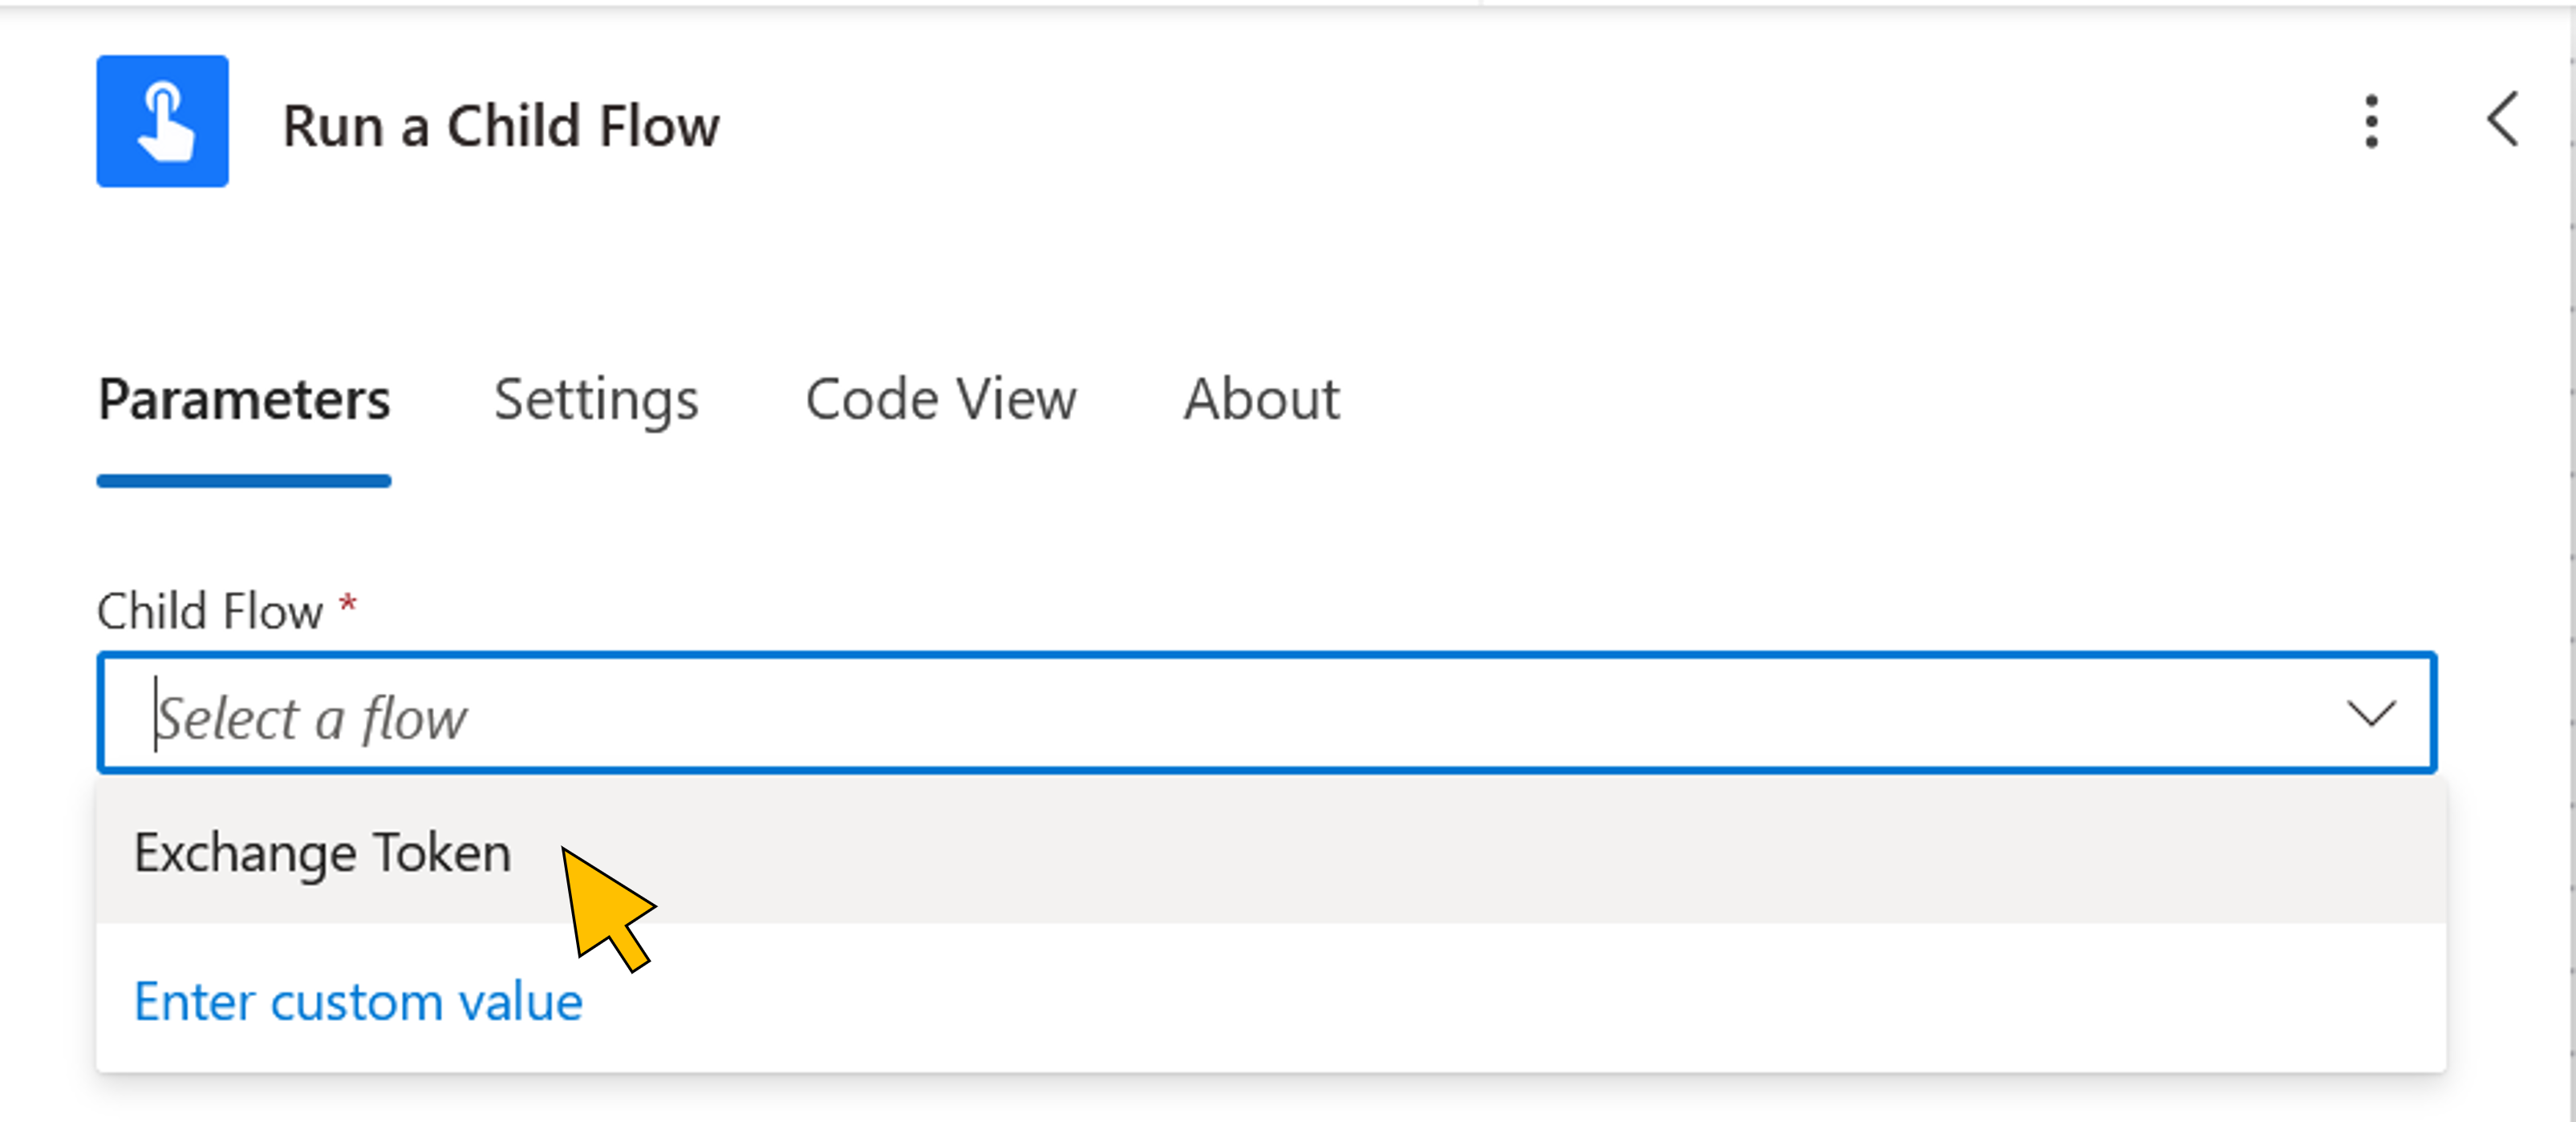 Run a Child Flow
Parameters Settings Code View About
Child Flow *
Select a flow
Exchange Token
Enter custom value